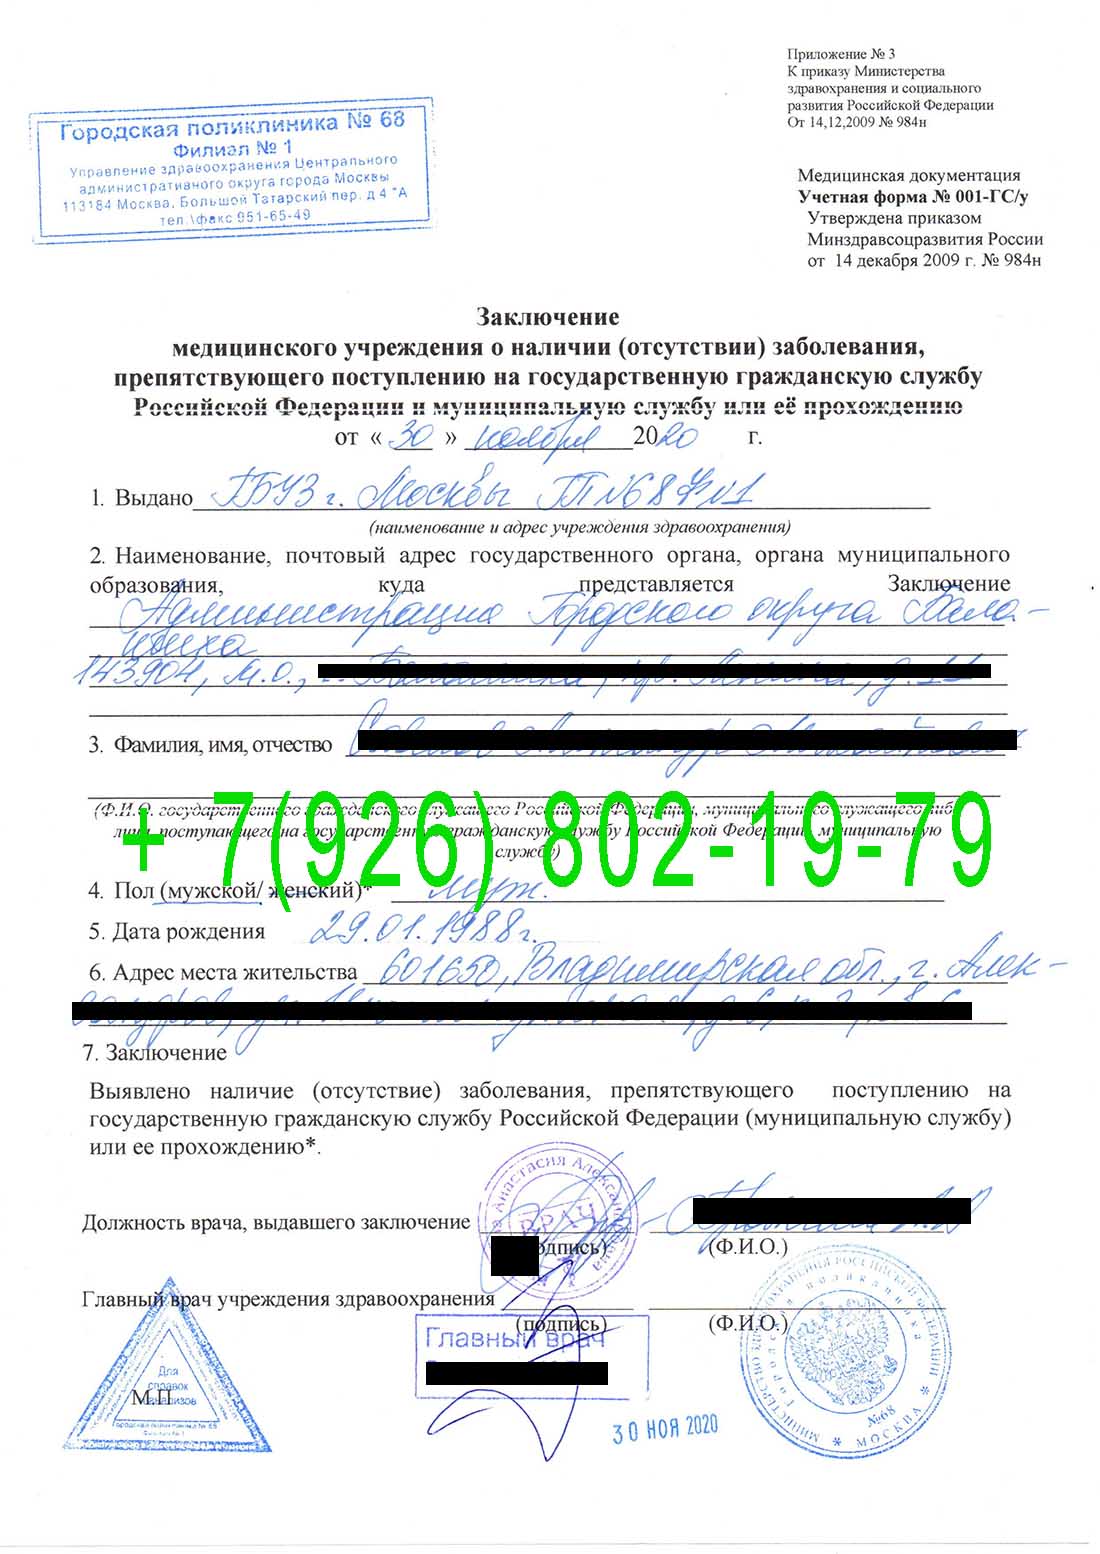 Приложение № 3
К приказу Министерства
здравохранения и социального
развития Российской Федерации
От 14,12,2009 № 984н
Городская поликлиника № 68
Филиал № 1
Управление здравоохранения Центрального
административного округа города Москвы
113184 Москва, Большой Татарский пер. д 4 "А
тел.\факс 951-65-49
Медицинская документация
Учетная форма № 001-ГС/у
Утверждена приказом
Минздравсоцразвития России
от 14 декабря 2009 г. № 984н
Заключение
медицинского учреждения о наличии (отсутствии) заболевания,
препятствующего поступлению на государственную гражданскую службу
Российской Федерации и муниципальную службу или её прохождению
от « 30 » ноября 2020 г.
1. Выдано ГБУЗ г. Москвы ГП№68 Ф№1
(наименование и адрес учреждения здравоохранения)
2. Наименование, почтовый адрес государственного органа, органа муниципального
образования, куда представляется Заключение
Администрация Городского округа Бала-
шиха
143904, М.О.,
3. Фамилия, имя, отчество
(Ф.И.О. государственного гражданского служащего Российской Федерации, муниципального служащего либо
лица, поступающего на государственную гражданскую службу Российской Федерации, муниципальную
службу)
+ 7(926) 802-19-79
4. Пол (мужской/ женский)* муж.
5. Дата рождения 29.01.1988г.
6. Адрес места жительства 601650, Владимирская обл., г. Алек-
7. Заключение
Выявлено наличие (отсутствие) заболевания, препятствующего поступлению на
государственную гражданскую службу Российской Федерации (муниципальную службу)
или ее прохождению*.
Анастасия Александровна
ВРАЧ
Должность врача, выдавшего заключение
(подпись) (Ф.И.О.)
Главный врач учреждения здравоохранения
(подпись) (Ф.И.О.)
Главный врач
Для
справок
анализов
М.П
Городская поликлиника № 68
Филиал № 1
30 НОЯ 2020
РОССИЙСКОЙ ФЕДЕРАЦИИ * МОСКВА * МИНИСТЕРСТВО
Городская поликлиника
№68